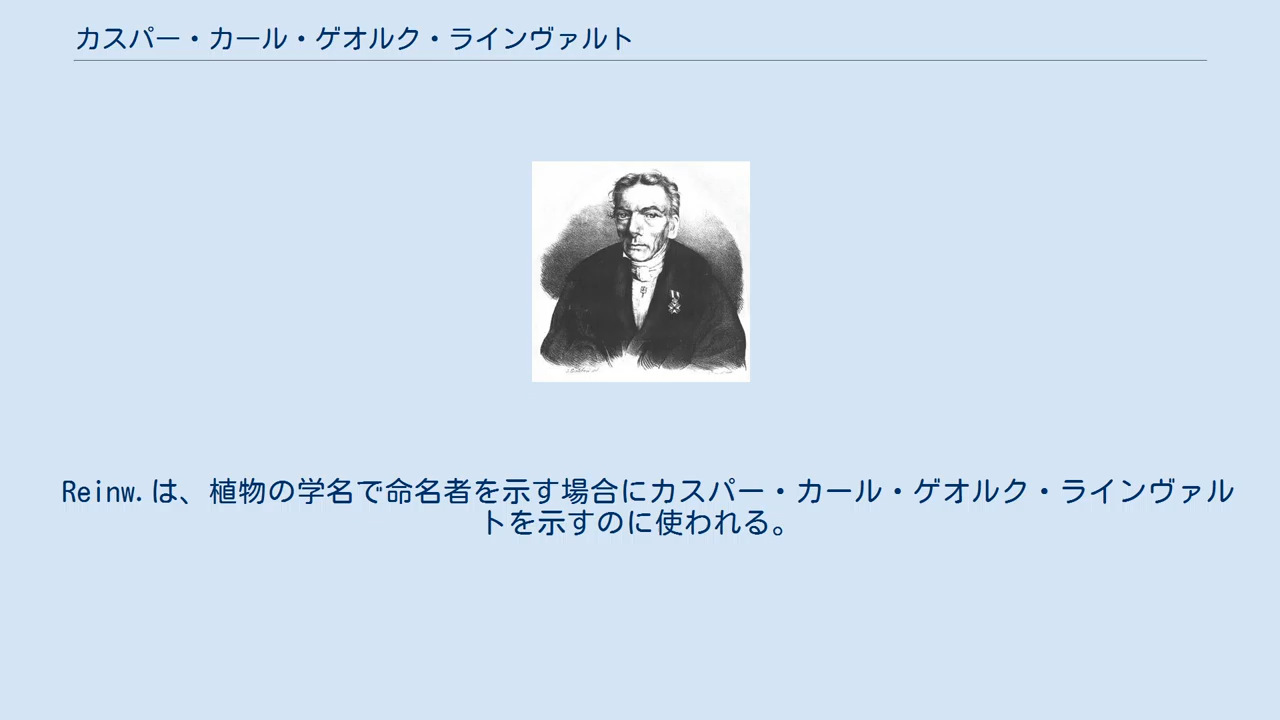 カスパー・カール・ゲオルク・ラインヴァルト
Reinw.は、植物の学名で命名者を示す場合にカスパー・カール・ゲオルク・ラインヴァル
トを示すのに使われる。